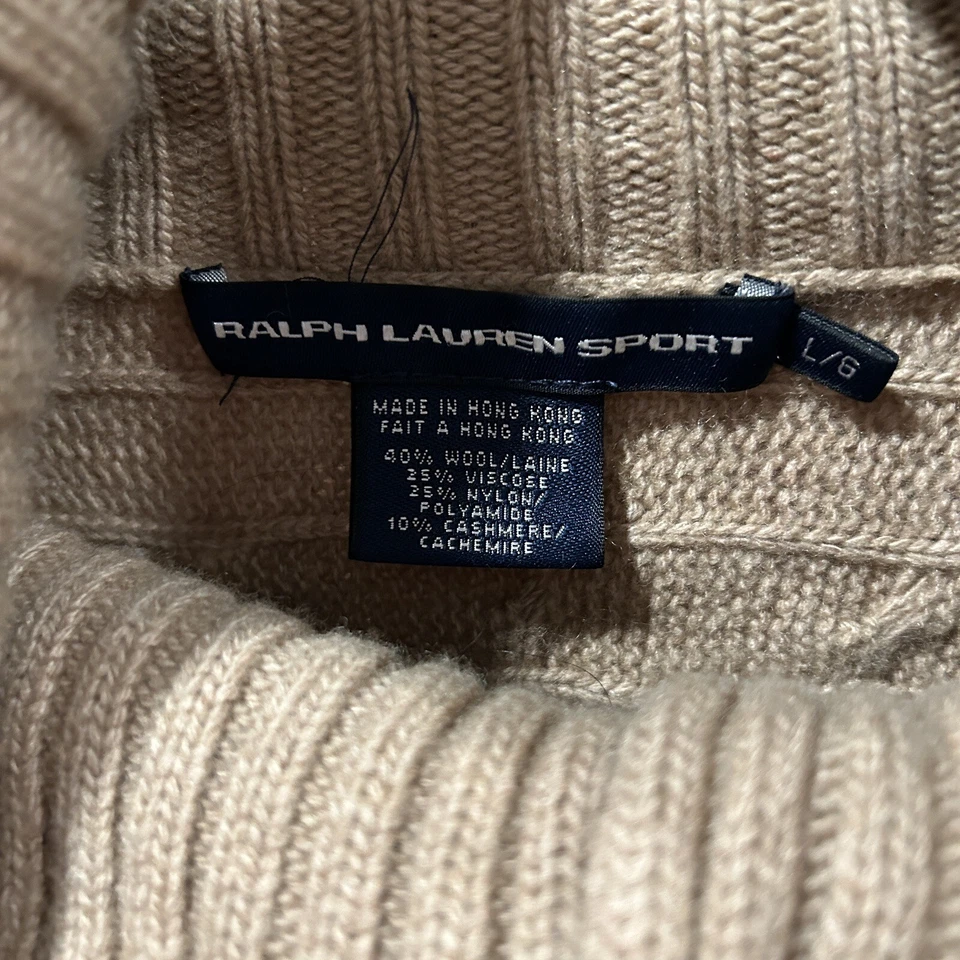 RALPH LAUREN SPORT
L/G
MADE IN HONG KONG
FAIT A HONG KONG
40% WOOL/LAINE
25% VISCOSE
25% NYLON/
POLYAMIDE
10% CASHMERE/
CACHEMIRE